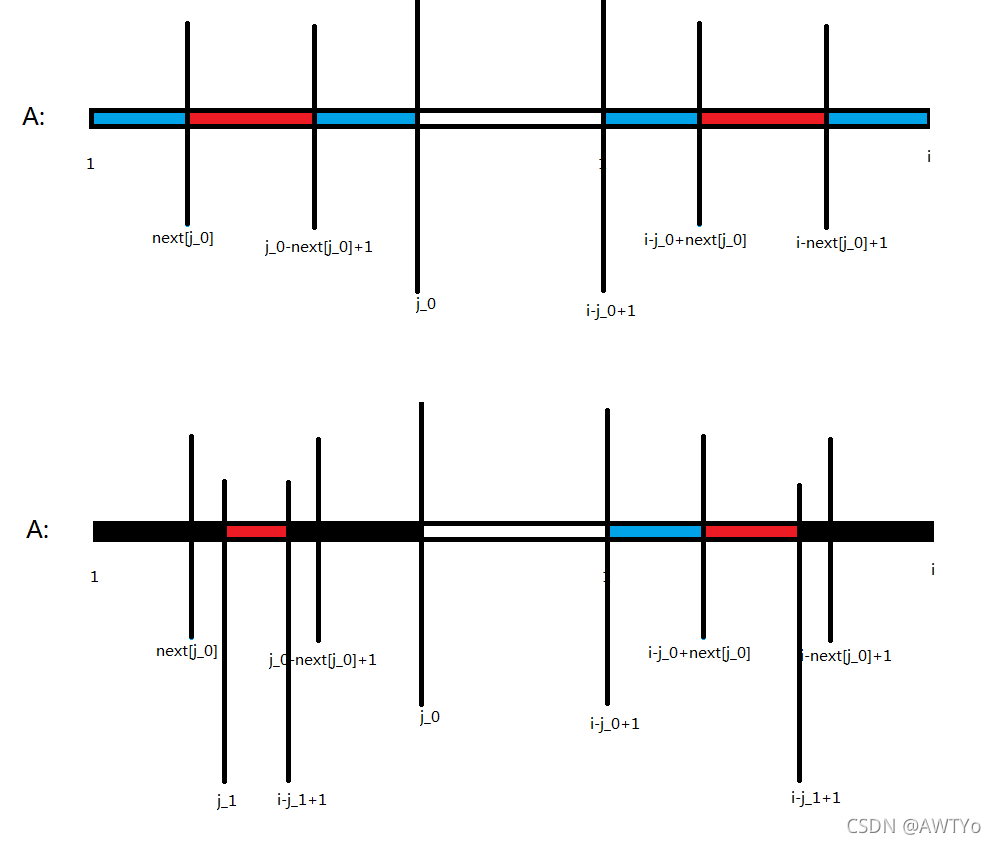 A:
1
1
i
next[j_0]
j_0-next[j_0]+1
i-j_0+next[j_0]
i-next[j_0]+1
j_0
i-j_0+1
A:
1
1
i
next[j_0]
j_0-next[j_0]+1
i-j_0+next[j_0]
i-next[j_0]+1
j_0
i-j_0+1
j_1
i-j_1+1
i-j_1+1
CSDN @AWTYo